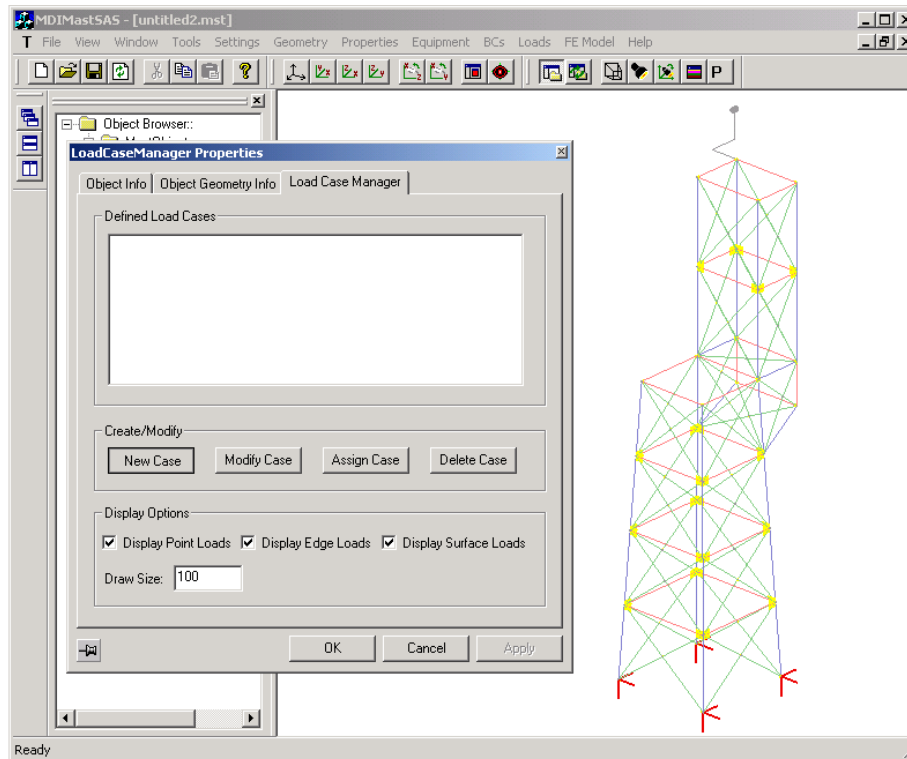 MDIMastSAS - [untitled2.mst]
T File View Window Tools Settings Geometry Properties Equipment BCs Loads FE Model Help
P
Object Browser::
LoadCaseManager Properties
Object Info Object Geometry Info Load Case Manager
Defined Load Cases
Create/Modify
New Case Modify Case Assign Case Delete Case
Display Options
Display Point Loads Display Edge Loads Display Surface Loads
Draw Size: 100
OK Cancel Apply
Ready